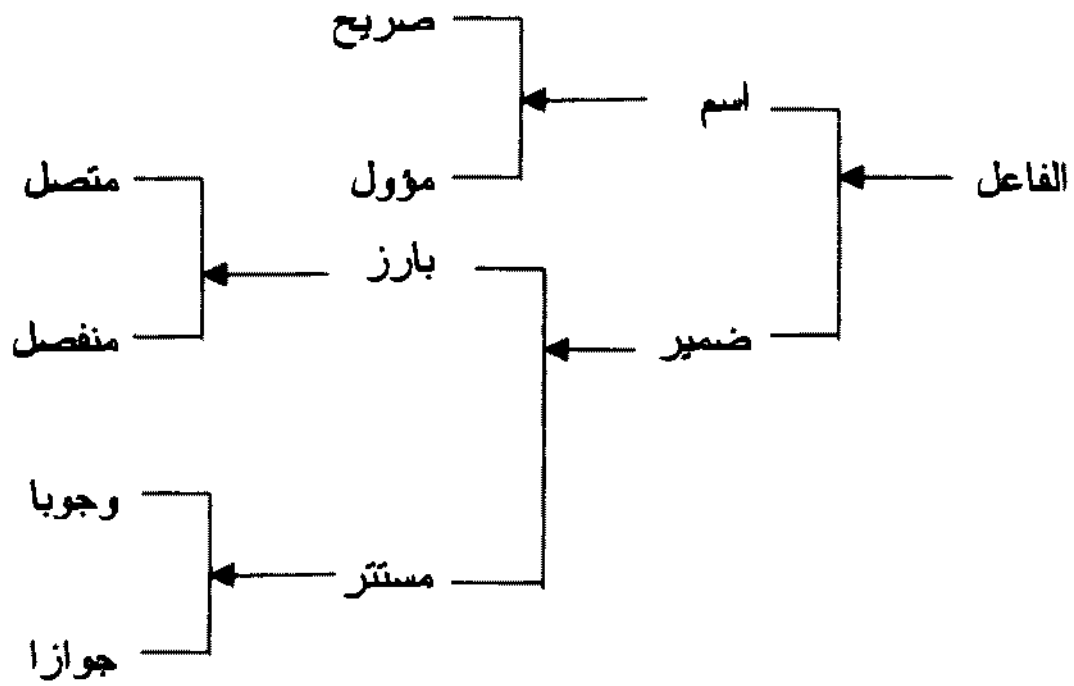 الفاعل
اسم
صريح
مؤول
ضمير
بارز
متصل
منفصل
مستتر
وجوبا
جوازا